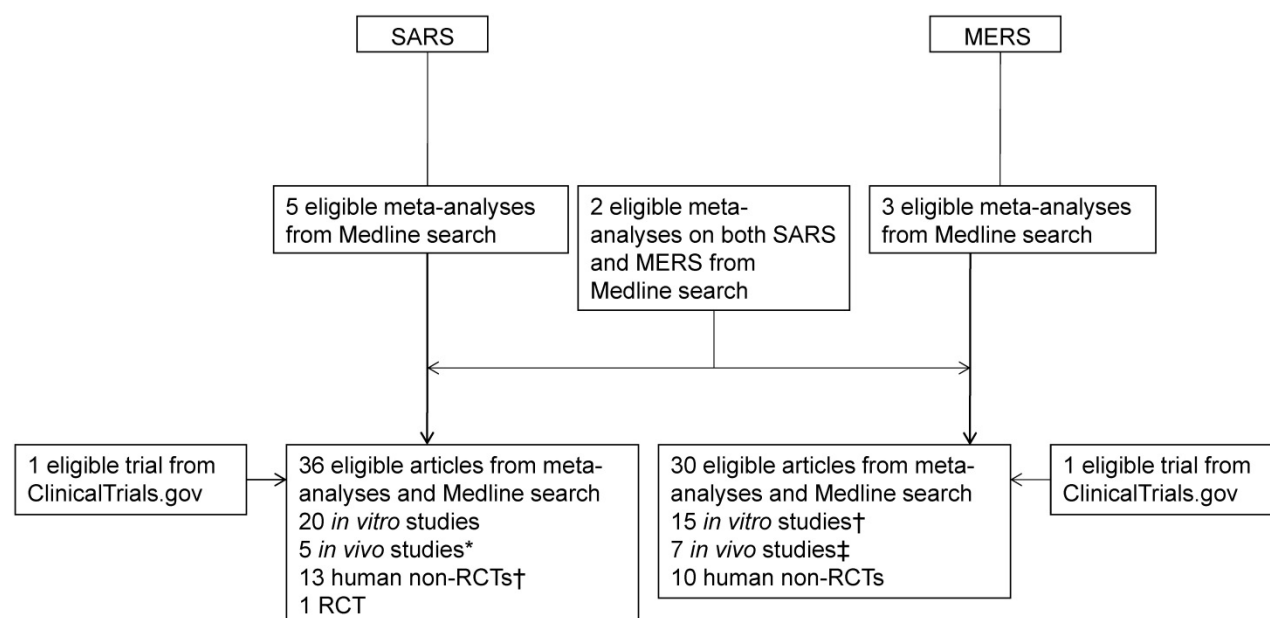 SARS
MERS
5 eligible meta-analyses
from Medline search
2 eligible meta-
analyses on both SARS
and MERS from
Medline search
3 eligible meta-analyses
from Medline search
1 eligible trial from
ClinicalTrials.gov
36 eligible articles from meta-
analyses and Medline search
20 in vitro studies
5 in vivo studies*
13 human non-RCTs†
1 RCT
30 eligible articles from meta-
analyses and Medline search
15 in vitro studies†
7 in vivo studies‡
10 human non-RCTs
1 eligible trial from
ClinicalTrials.gov